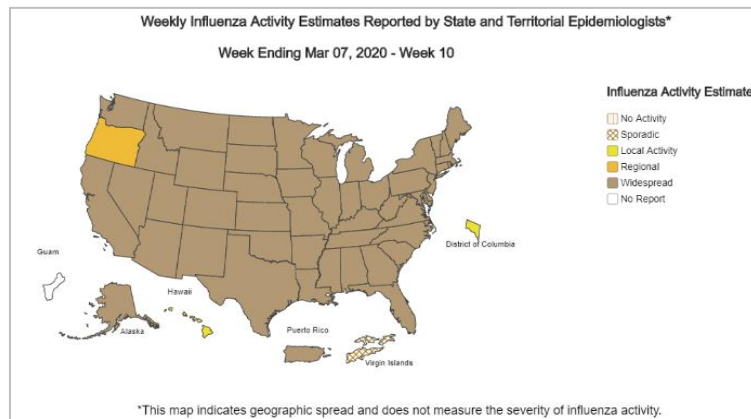 Weekly Influenza Activity Estimates Reported by State and Territorial Epidemiologists*
Week Ending Mar 07, 2020 - Week 10
Influenza Activity Estimate
No Activity
Sporadic
Local Activity
Regional
Widespread
No Report
District of Columbia
Guam
Hawaii
Alaska
Puerto Rico
Virgin Islands
*This map indicates geographic spread and does not measure the severity of influenza activity.